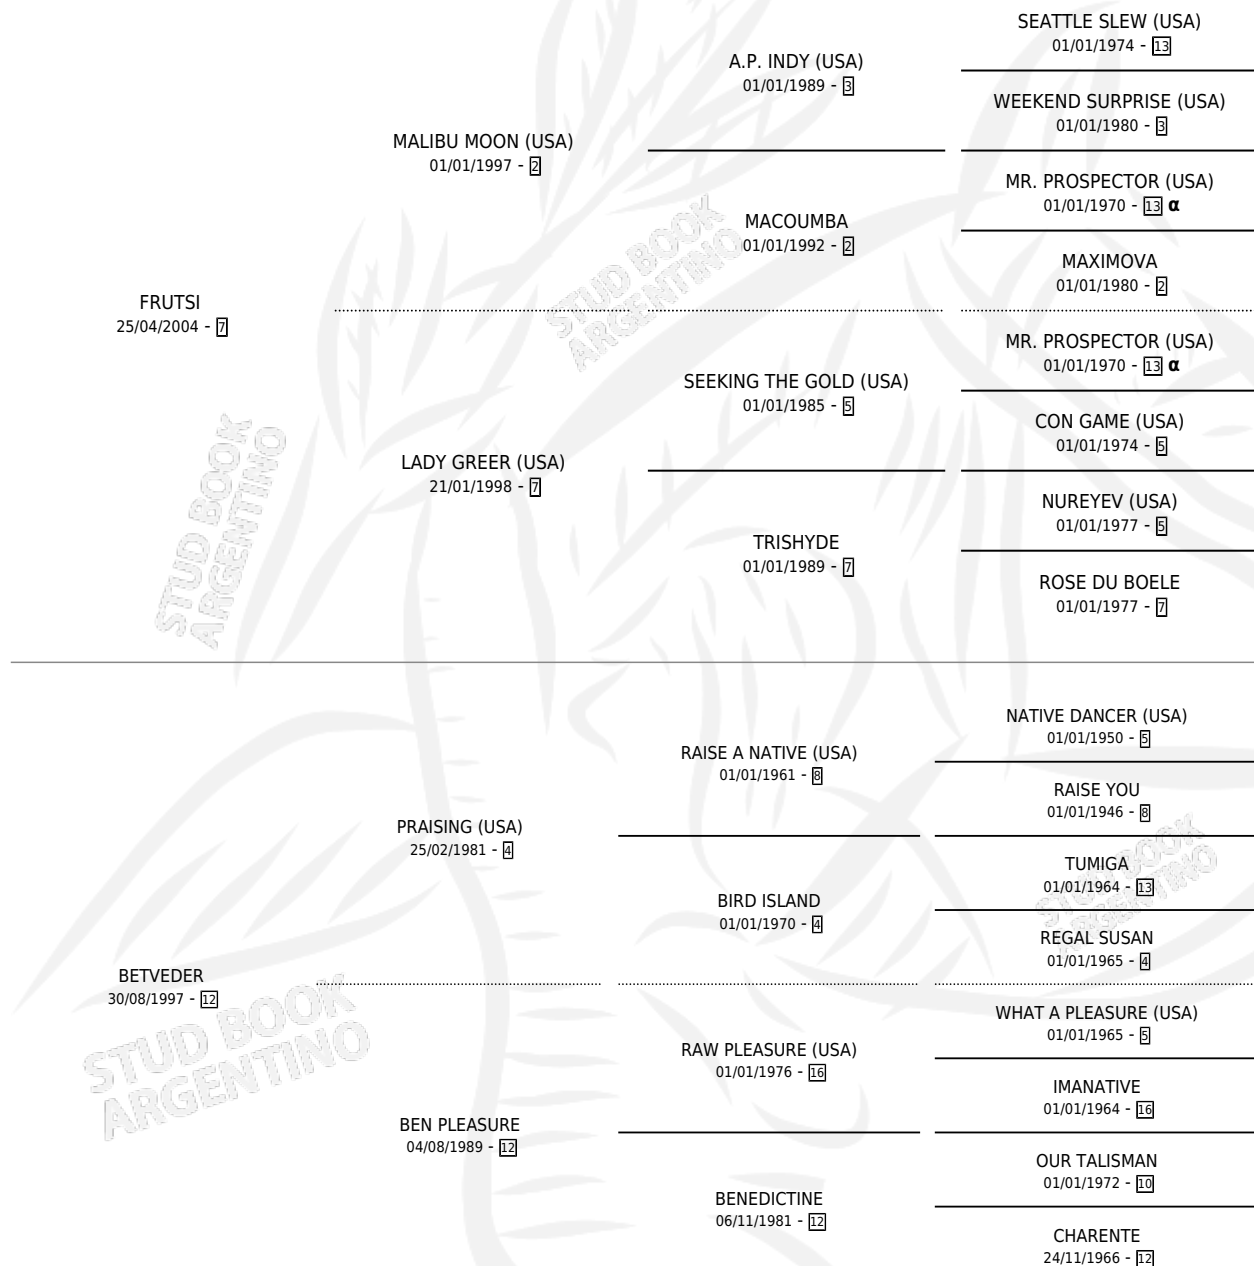 SEATTLE SLEW (USA)
01/01/1974 - 13
A.P. INDY (USA)
01/01/1989 - 3
WEEKEND SURPRISE (USA)
01/01/1980 - 3
MALIBU MOON (USA)
01/01/1997 - 2
MR. PROSPECTOR (USA)
01/01/1970 - 13 α
MACOUMBA
01/01/1992 - 2
MAXIMOVA
01/01/1980 - 2
FRUTSI
25/04/2004 - 7
MR. PROSPECTOR (USA)
01/01/1970 - 13 α
SEEKING THE GOLD (USA)
01/01/1985 - 5
CON GAME (USA)
01/01/1974 - 5
LADY GREER (USA)
21/01/1998 - 7
NUREYEV (USA)
01/01/1977 - 5
TRISHYDE
01/01/1989 - 7
ROSE DU BOELE
01/01/1977 - 7
STUD BOOK
ARGENTINO
STUD BOOK
ARGENTINO
NATIVE DANCER (USA)
01/01/1950 - 5
RAISE A NATIVE (USA)
01/01/1961 - 8
RAISE YOU
01/01/1946 - 8
PRAISING (USA)
25/02/1981 - 4
TUMIGA
01/01/1964 - 13
BIRD ISLAND
01/01/1970 - 4
REGAL SUSAN
01/01/1965 - 4
BETVEDER
30/08/1997 - 12
WHAT A PLEASURE (USA)
01/01/1965 - 5
RAW PLEASURE (USA)
01/01/1976 - 16
IMANATIVE
01/01/1964 - 16
BEN PLEASURE
04/08/1989 - 12
OUR TALISMAN
01/01/1972 - 10
BENEDICTINE
06/11/1981 - 12
CHARENTE
24/11/1966 - 12
STUD BOOK
ARGENTINO
STUD BOOK
ARGENTINO